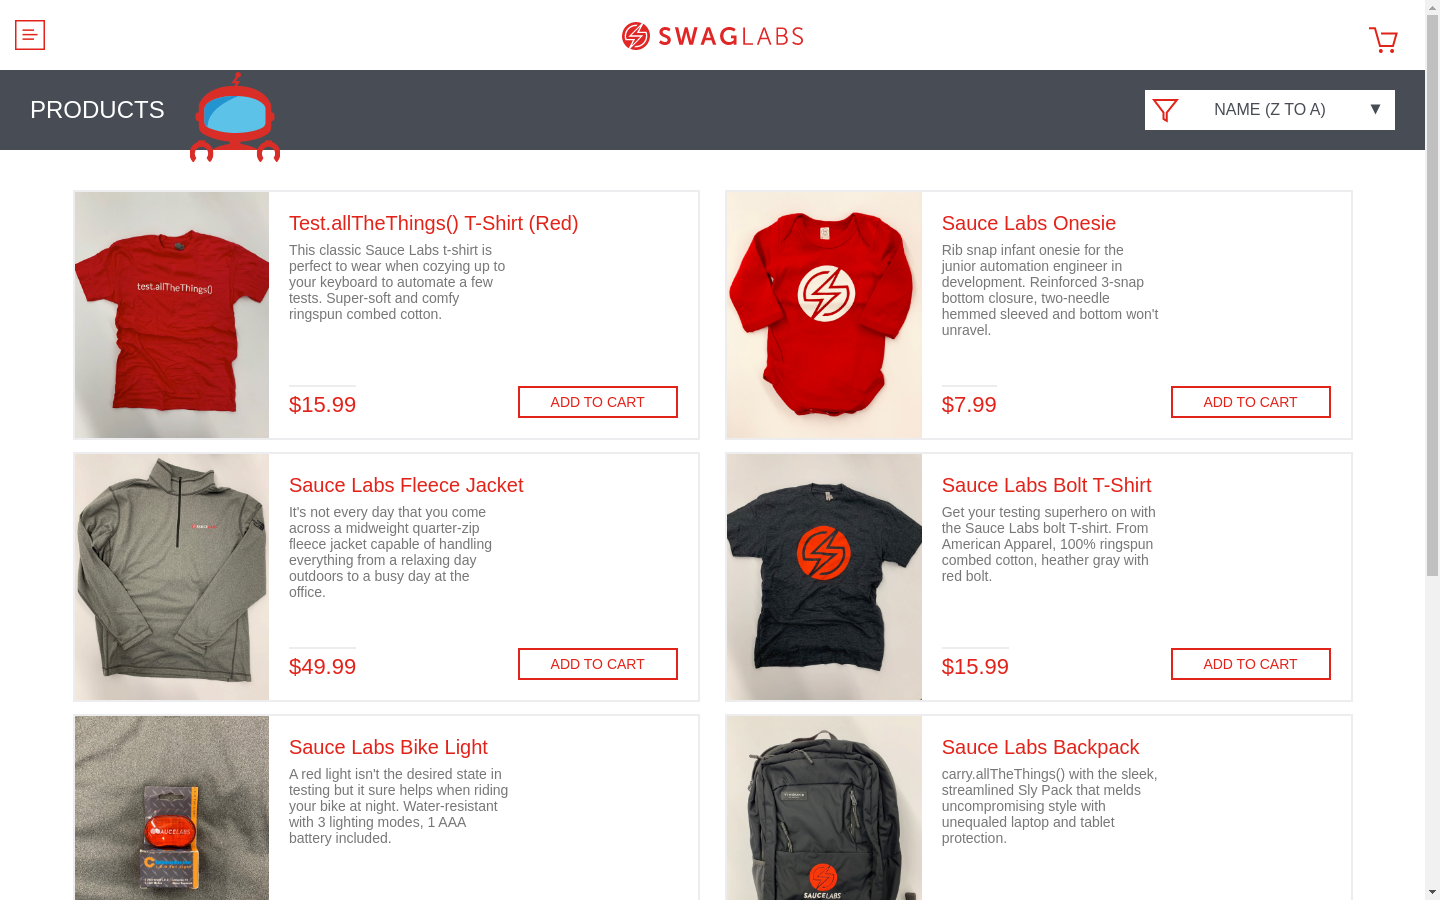 SWAGLABS
PRODUCTS
NAME (Z TO A)
test.allTheThings()
Test.allTheThings() T-Shirt (Red)
This classic Sauce Labs t-shirt is
perfect to wear when cozying up to
your keyboard to automate a few
tests. Super-soft and comfy
ringspun combed cotton.
$15.99
ADD TO CART
Sauce Labs Onesie
Rib snap infant onesie for the
junior automation engineer in
development. Reinforced 3-snap
bottom closure, two-needle
hemmed sleeved and bottom won't
unravel.
$7.99
ADD TO CART
Sauce Labs Fleece Jacket
It's not every day that you come
across a midweight quarter-zip
fleece jacket capable of handling
everything from a relaxing day
outdoors to a busy day at the
office.
$49.99
ADD TO CART
Sauce Labs Bolt T-Shirt
Get your testing superhero on with
the Sauce Labs bolt T-shirt. From
American Apparel, 100% ringspun
combed cotton, heather gray with
red bolt.
$15.99
ADD TO CART
SAUCELABS
Sauce Labs Bike Light
A red light isn't the desired state in
testing but it sure helps when riding
your bike at night. Water-resistant
with 3 lighting modes, 1 AAA
battery included.
SAUCELABS
Sauce Labs Backpack
carry.allTheThings() with the sleek,
streamlined Sly Pack that melds
uncompromising style with
unequaled laptop and tablet
protection.